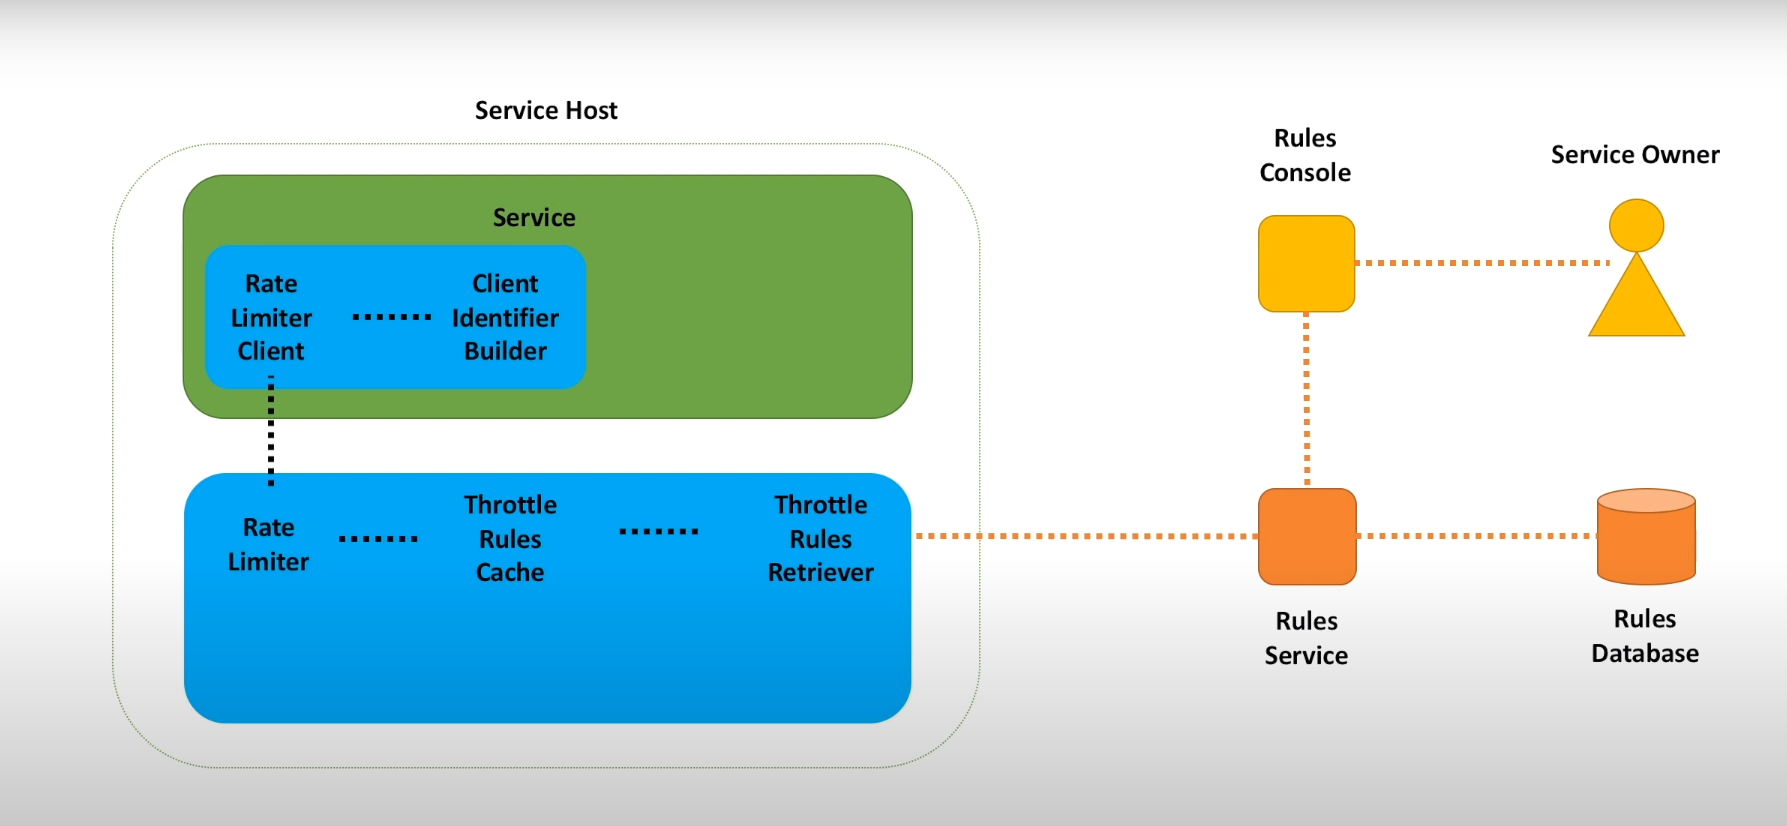 Service Host
Service
Rate
Limiter
Client
Client
Identifier
Builder
Rate
Limiter
Throttle
Rules
Cache
Throttle
Rules
Retriever
Rules
Console
Service Owner
Rules
Service
Rules
Database